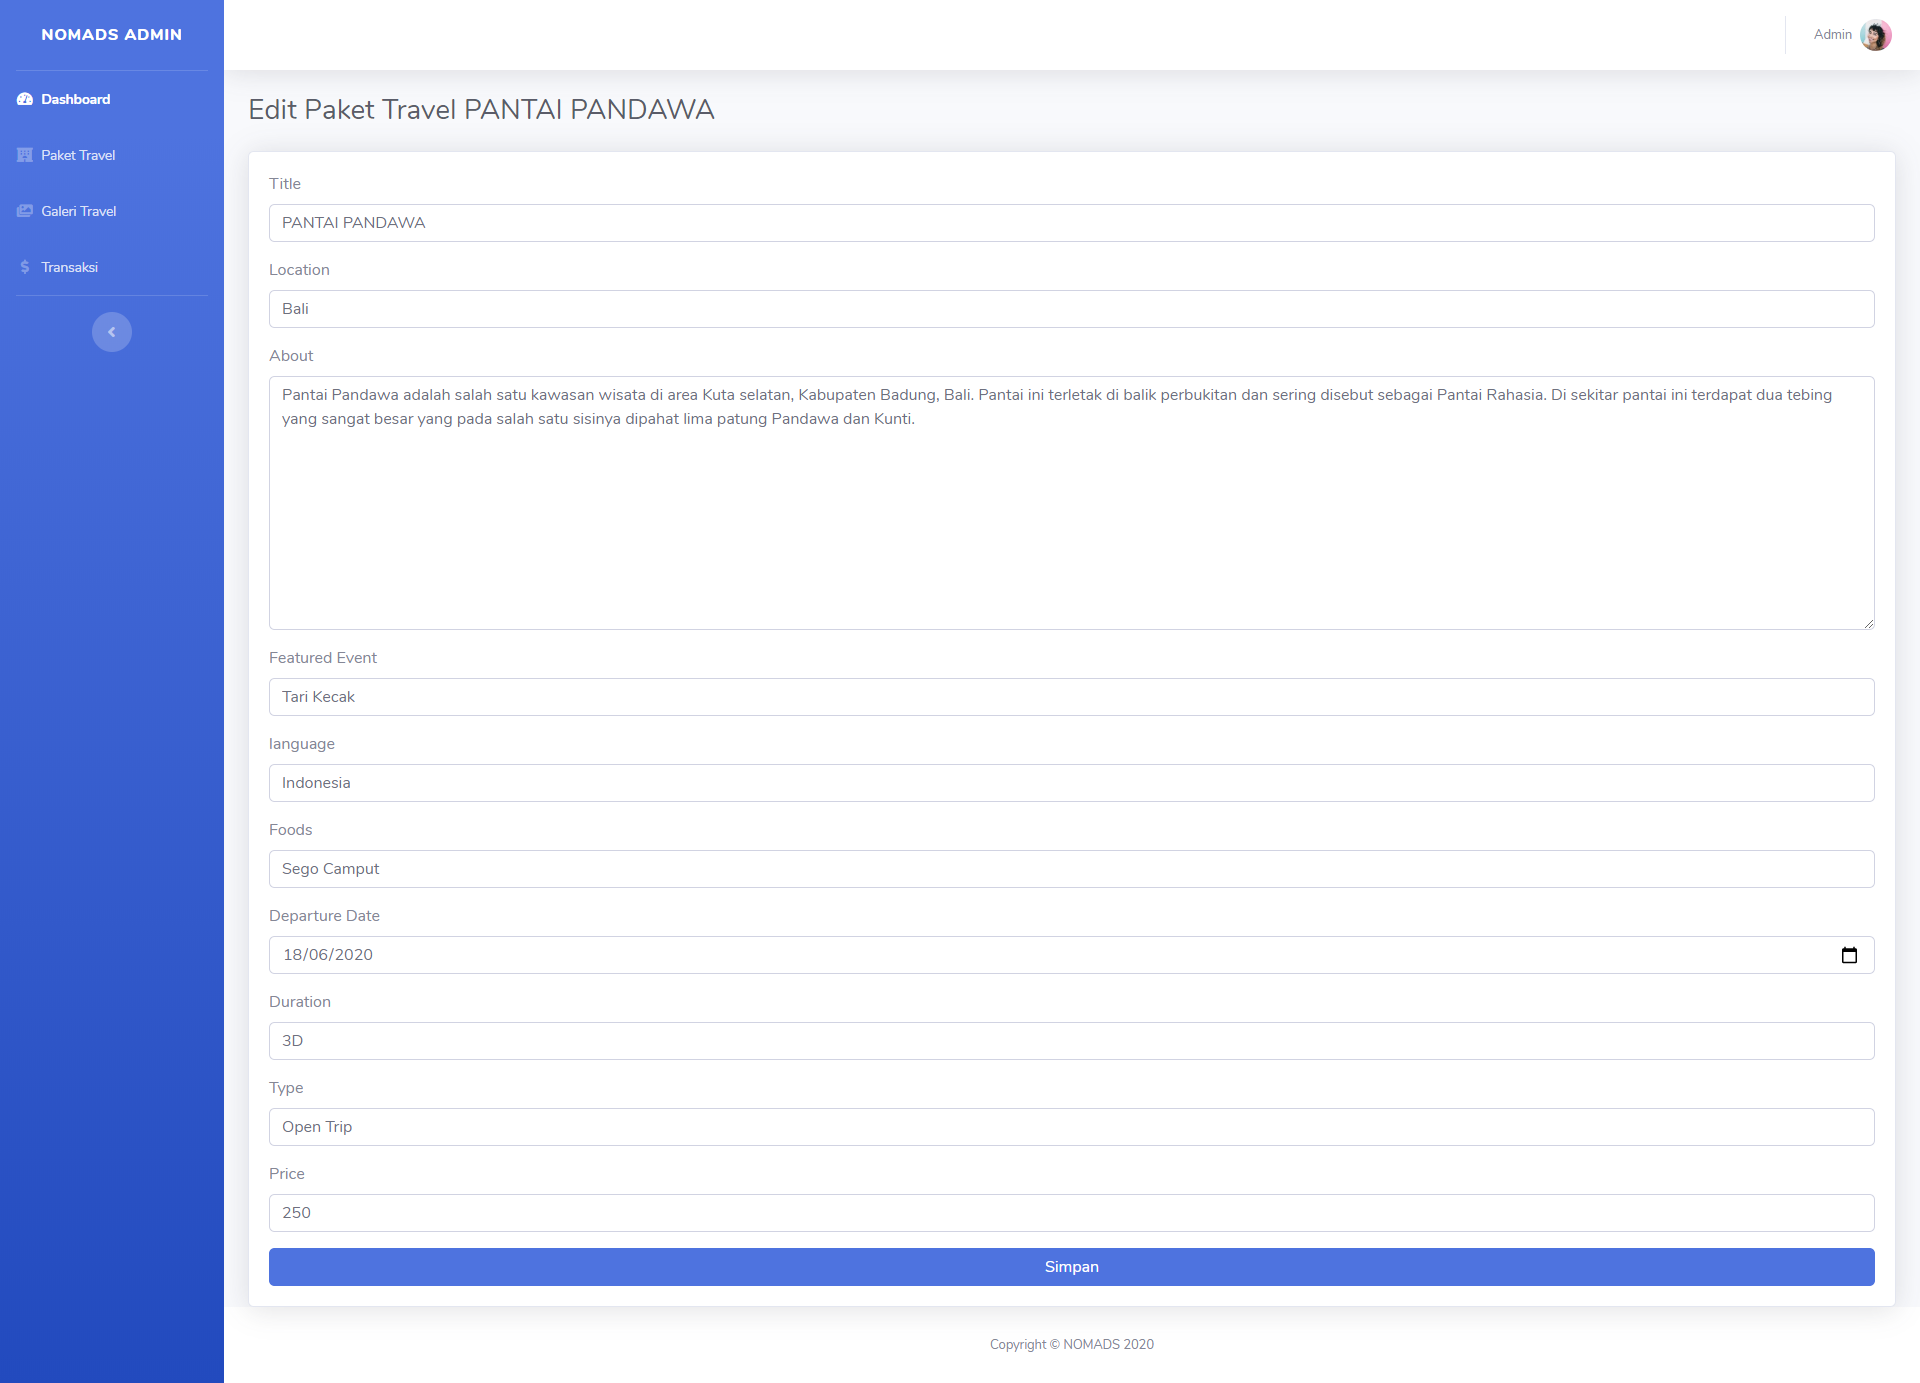 NOMADS ADMIN
Dashboard
Paket Travel
Galeri Travel
Transaksi
Admin
Edit Paket Travel PANTAI PANDAWA
Title
PANTAI PANDAWA
Location
Bali
About
Pantai Pandawa adalah salah satu kawasan wisata di area Kuta selatan, Kabupaten Badung, Bali. Pantai ini terletak di balik perbukitan dan sering disebut sebagai Pantai Rahasia. Di sekitar pantai ini terdapat dua tebing
yang sangat besar yang pada salah satu sisinya dipahat lima patung Pandawa dan Kunti.
Featured Event
Tari Kecak
language
Indonesia
Foods
Sego Camput
Departure Date
18/06/2020
Duration
3D
Type
Open Trip
Price
250
Simpan
Copyright © NOMADS 2020